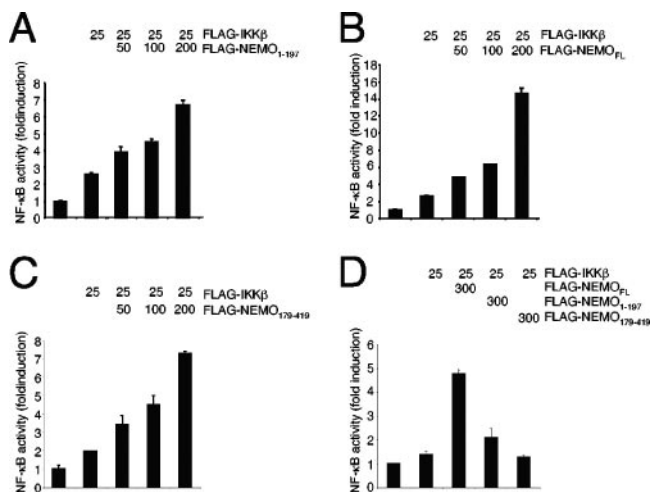 A
25 25 25 25 FLAG-IKKβ
50 100 200 FLAG-NEMO1-197
NF-κB activity (foldinduction)
8
7
6
5
4
3
2
1
0
B
25 25 25 25 FLAG-IKKβ
50 100 200 FLAG-NEMOFL
NF-κB activity (fold induction)
18
16
12
8
6
4
2
0
C
25 25 25 25 FLAG-IKKβ
50 100 200 FLAG-NEMO179-419
NF-κB activity (foldinduction)
8
7
6
5
4
3
2
1
0
D
25 25 25 25 FLAG-IKKβ
300 FLAG-NEMOFL
300 FLAG-NEMO1-197
300 FLAG-NEMO179-419
NF-κB activity (fold induction)
6
5
4
3
2
1
0